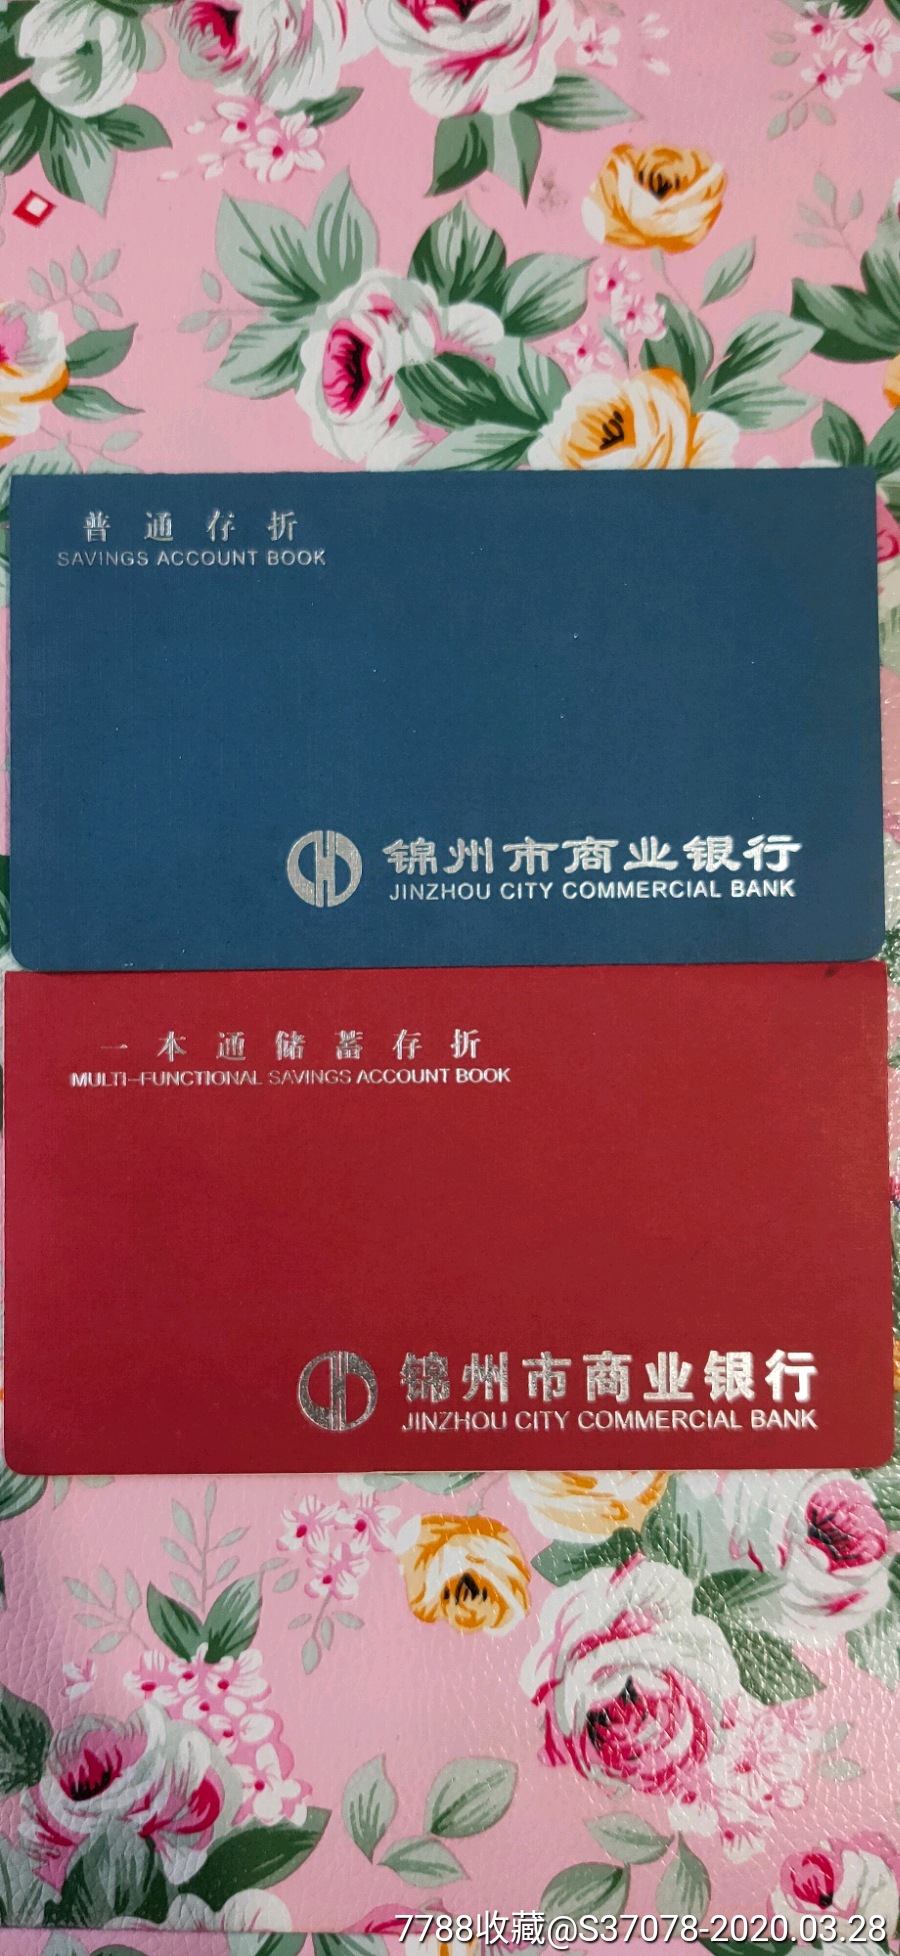 普通存折
SAVINGS ACCOUNT BOOK
锦州市商业银行
JINZHOU CITY COMMERCIAL BANK
一本通储蓄存折
MULTI-FUNCTIONAL SAVINGS ACCOUNT BOOK
锦州市商业银行
JINZHOU CITY COMMERCIAL BANK
7788收藏@S37078-2020.03.28